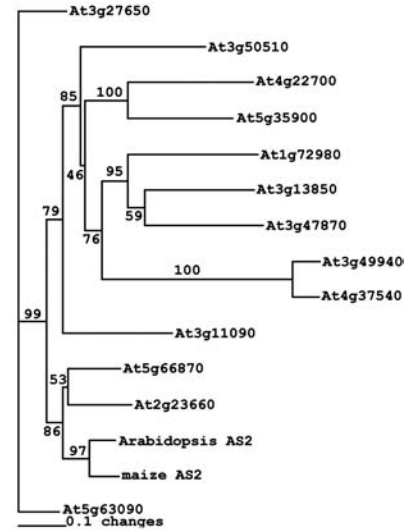 At3g27650
At3g50510
85
100
At4g22700
At5g35900
46
95
At1g72980
At3g13850
59
At3g47870
79
76
100
At3g49940
At4g37540
99
At3g11090
53
At5g66870
At2g23660
86
97
Arabidopsis AS2
maize AS2
At5g63090
0.1 changes